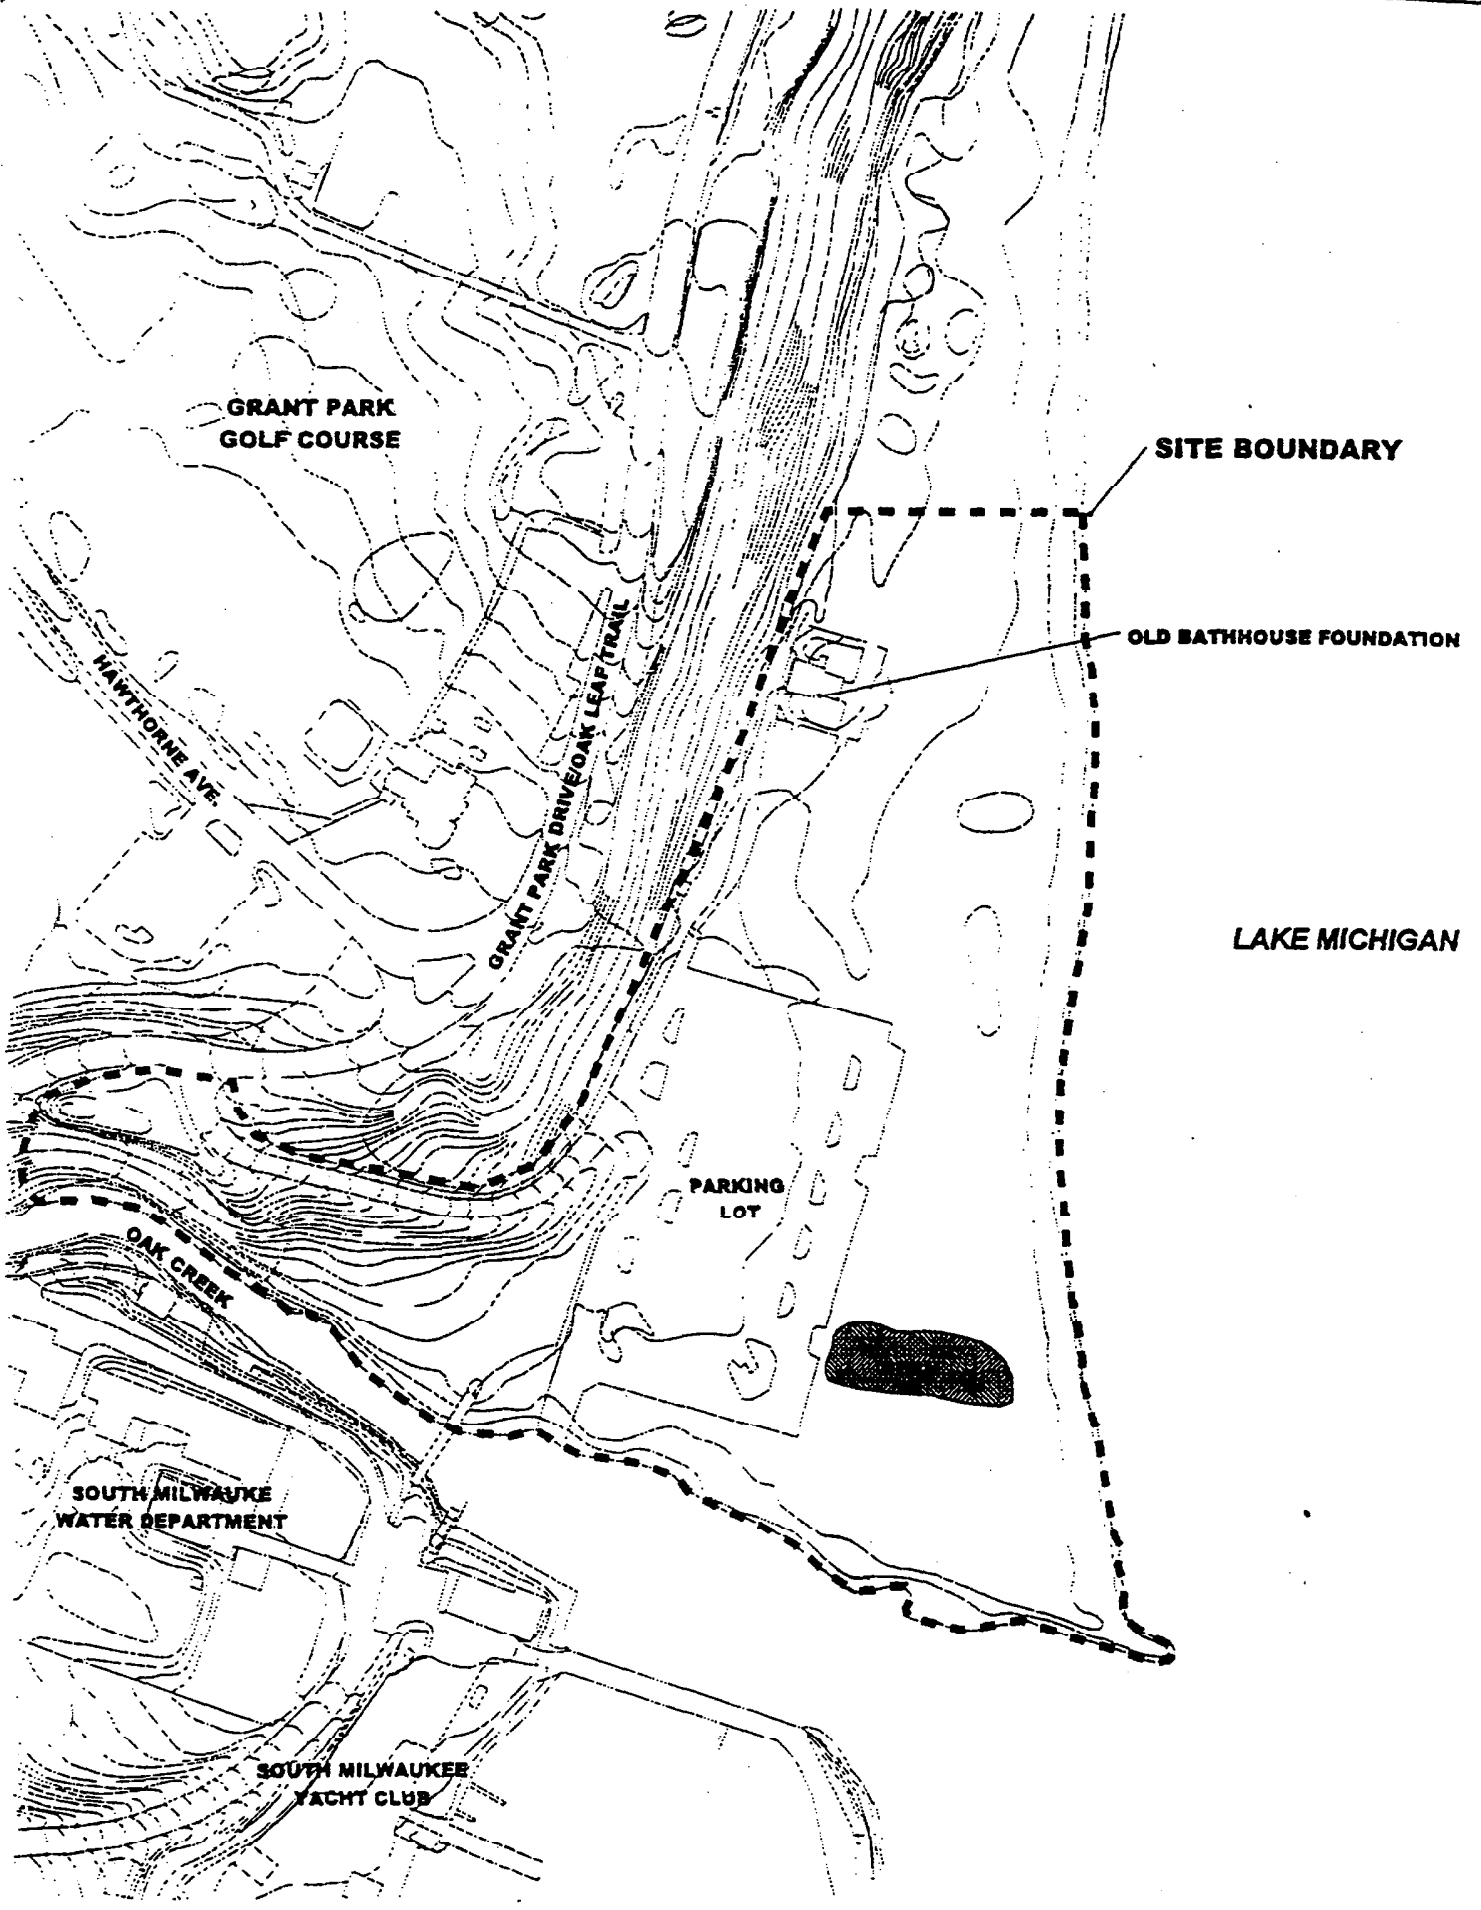 GRANT PARK
GOLF COURSE
SITE BOUNDARY
OLD BATHHOUSE FOUNDATION
HAWTHORNE AVE.
GRANT PARK DRIVE/OAK LEAF TRAIL
LAKE MICHIGAN
PARKING
LOT
OAK CREEK
SOUTH MILWAUKE
WATER DEPARTMENT
SOUTH MILWAUKEE
YACHT CLUB